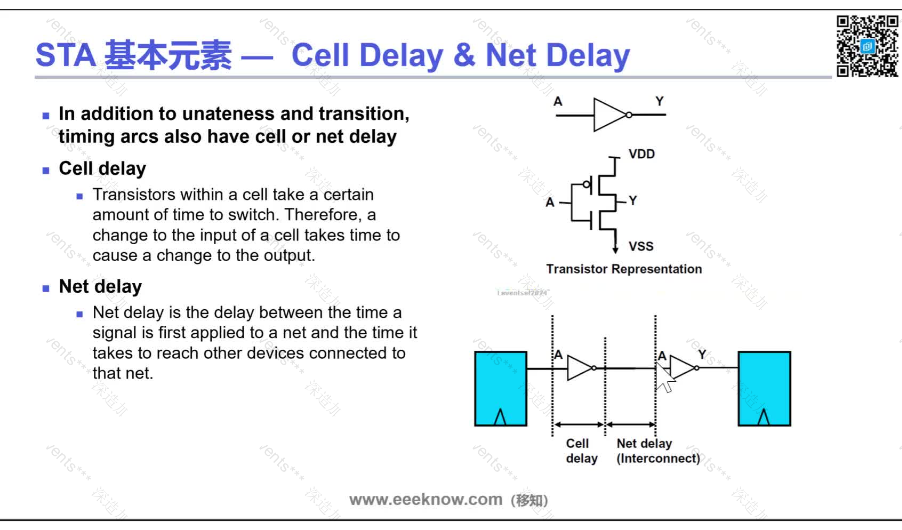 STA 基本元素 — Cell Delay & Net Delay
In addition to unateness and transition,
timing arcs also have cell or net delay
Cell delay
Transistors within a cell take a certain
amount of time to switch. Therefore, a
change to the input of a cell takes time to
cause a change to the output.
Net delay
Net delay is the delay between the time a
signal is first applied to a net and the time it
takes to reach other devices connected to
that net.
A Y
VDD
A Y
VSS
Transistor Representation
A A Y
Cell
delay
Net delay
(Interconnect)
www.eeeknow.com (移知)